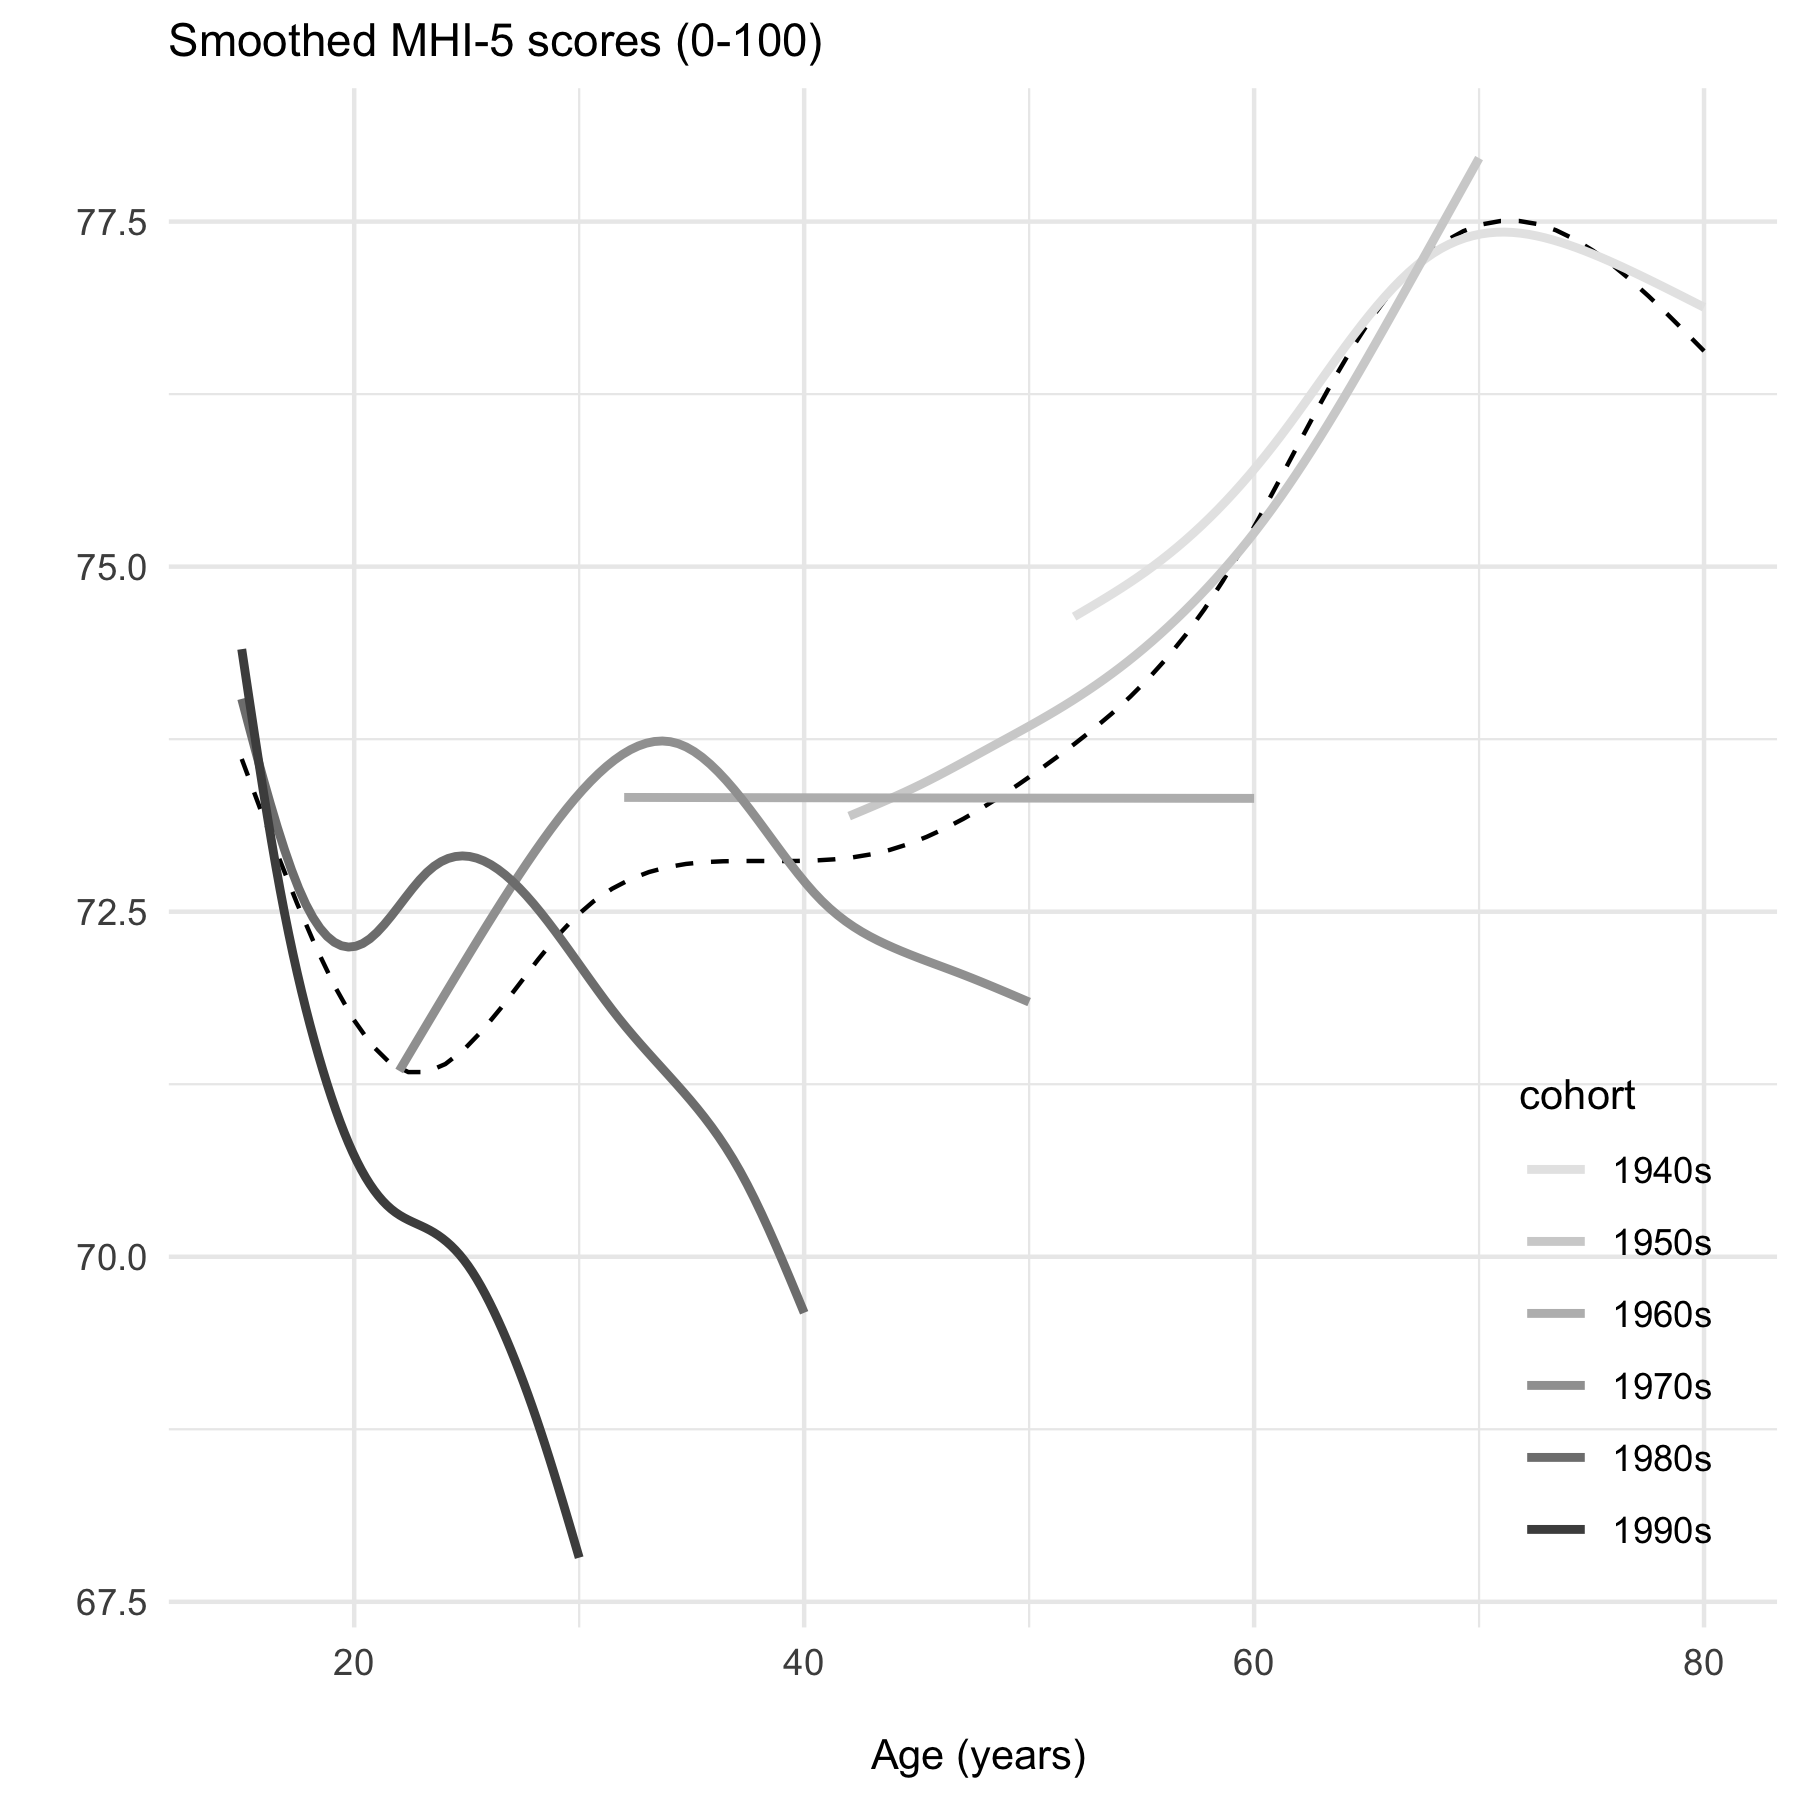 Smoothed MHI-5 scores (0-100)
77.5
75.0
72.5
70.0
67.5
20 40 60 80
Age (years)
cohort
1940s
1950s
1960s
1970s
1980s
1990s